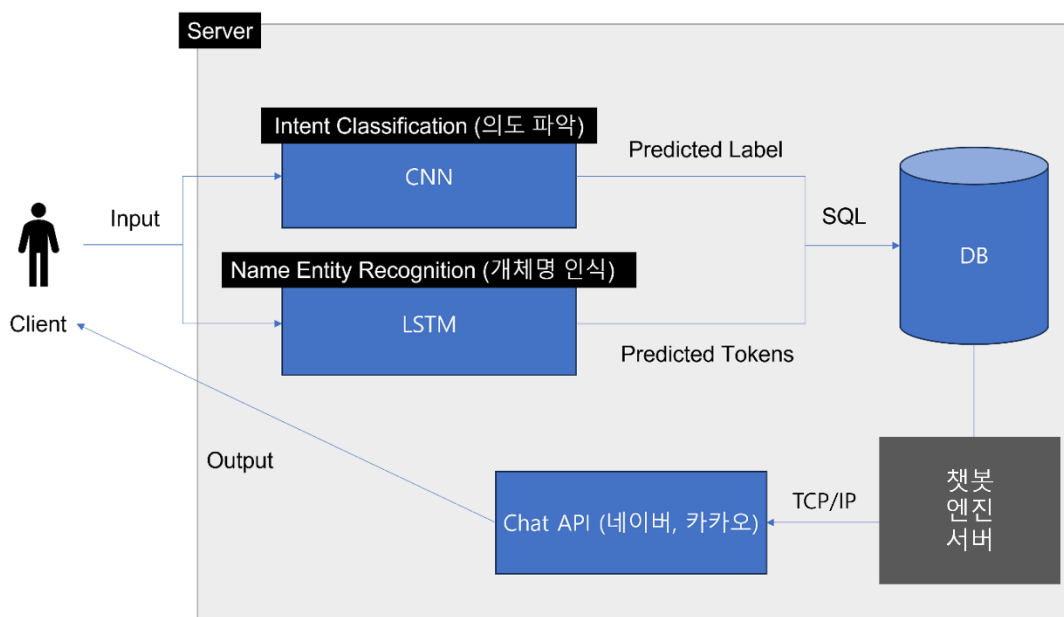 Server
Intent Classification (의도 파악)
CNN
Predicted Label
Input
SQL
DB
Name Entity Recognition (개체명 인식)
LSTM
Client
Predicted Tokens
Output
Chat API (네이버, 카카오)
TCP/IP
챗봇
엔진
서버